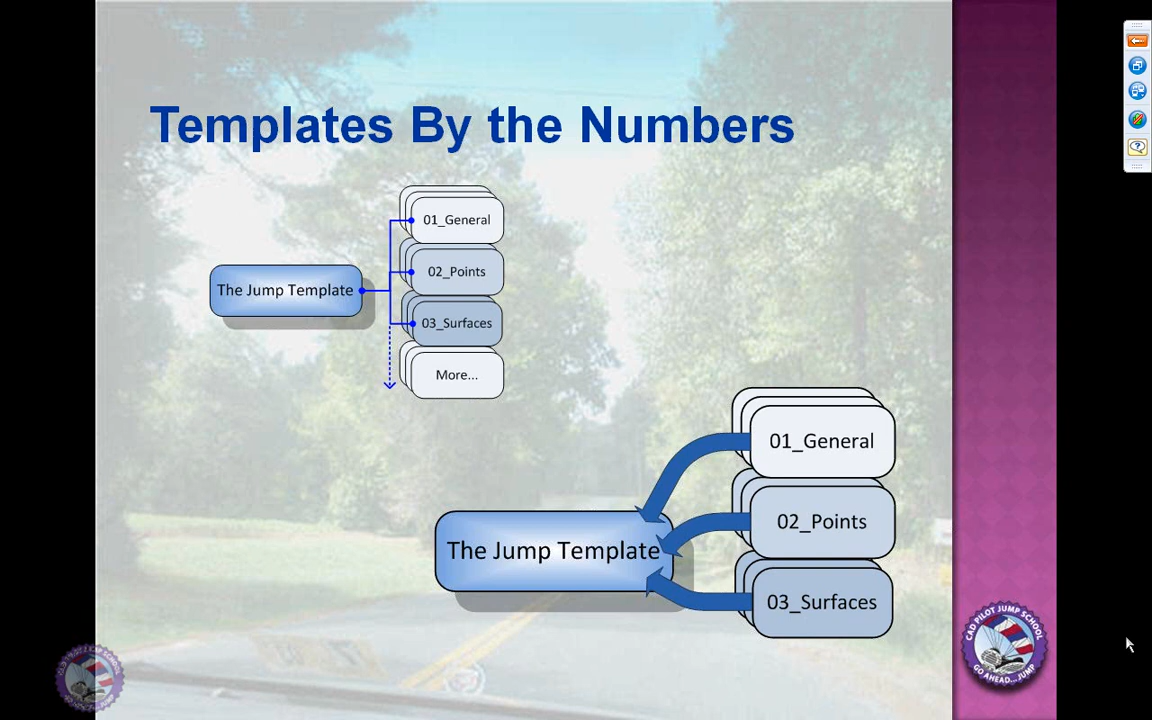 Templates By the Numbers
01_General
02_Points
The Jump Template
03_Surfaces
More...
01_General
02_Points
The Jump Template
03_Surfaces
CAD PILOT JUMP SCHOOL
GO AHEAD...JUMP